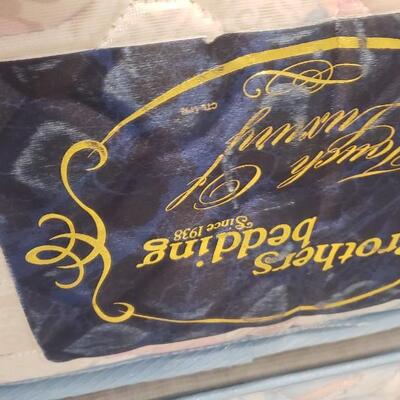 rothers
bedding
Since 1938
Touch Of
Luxury